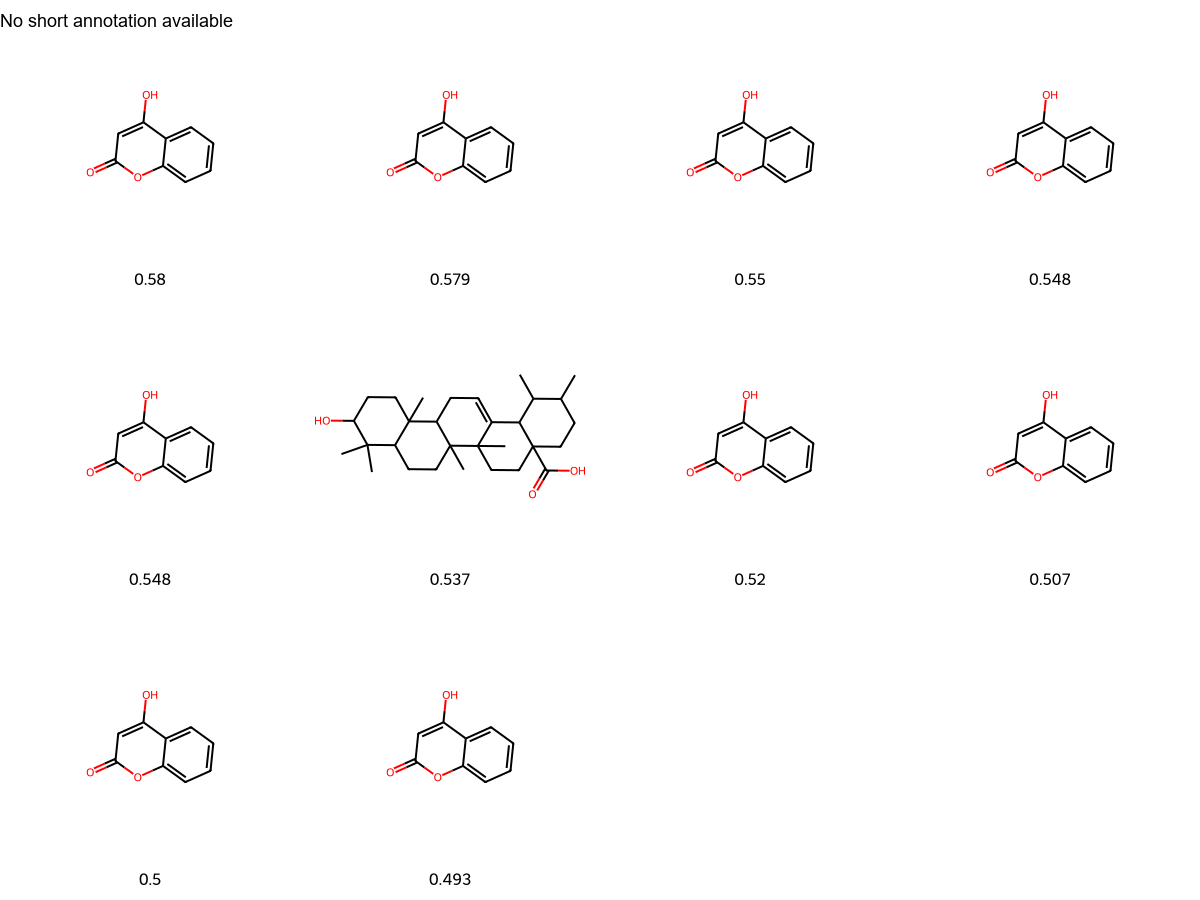 No short annotation available
OH OH OH OH
O O O O O O O O
0.58 0.579 0.55 0.548
OH HO O OH OH OH
O O O O O O
0.548 0.537 0.52 0.507
OH OH
O O O O
0.5 0.493